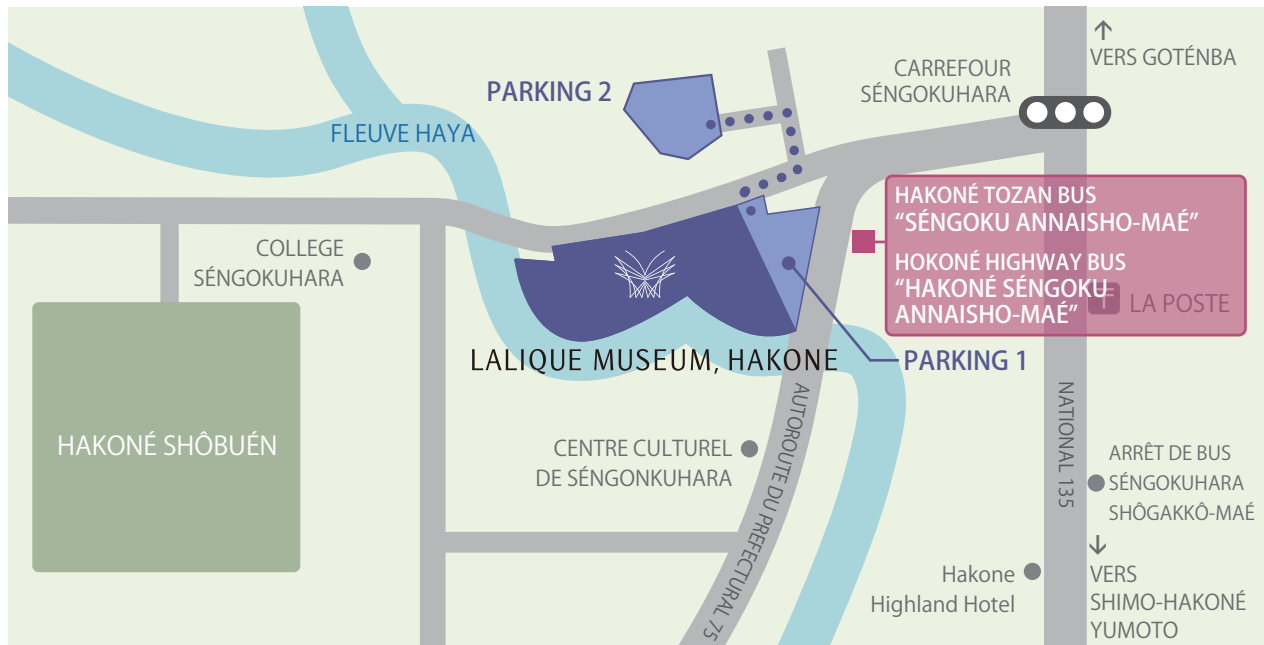 VERS GOTÉNBA
CARREFOUR
SÉNGOKUHARA
PARKING 2
FLEUVE HAYA
HAKONÉ TOZAN BUS
“SÉNGOKU ANNAISHO-MAÉ”
HOKONÉ HIGHWAY BUS
“HAKONÉ SÉNGOKU
ANNAISHO-MAÉ”
LA POSTE
COLLEGE
SÉNGOKUHARA
LALIQUE MUSEUM, HAKONE
PARKING 1
HAKONÉ SHÔBUÉN
CENTRE CULTUREL
DE SÉNGONKUHARA
AUTOROUTE DU PREFECTURAL 75
NATIONAL 135
ARRÊT DE BUS
SÉNGOKUHARA
SHÔGAKKÔ-MAÉ
Hakone
Highland Hotel
VERS
SHIMO-HAKONÉ
YUMOTO